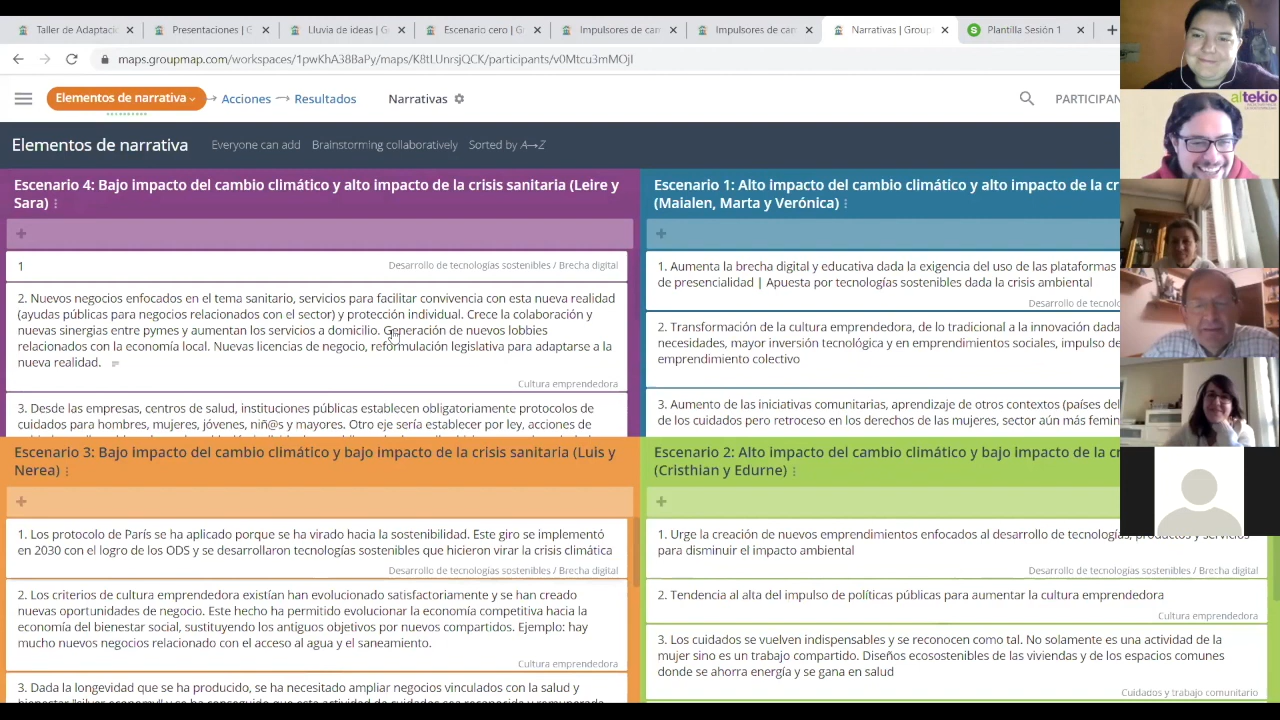 Taller de Adaptaci
Presentaciones | G
Lluvia de ideas | G
Escenario cero | Gr
Impulsores de cam
Impulsores de cam
Narrativas | Group
Plantilla Sesión 1
maps.groupmap.com/workspaces/1pwKhA38BaPy/maps/K8tLUnrsjQCK/participants/v0Mtcu3mMOjI
Elementos de narrativa
Acciones
Resultados
Narrativas
PARTICIPAN
altekio
Elementos de narrativa
Everyone can add
Brainstorming collaboratively
Sorted by A→Z
Escenario 4: Bajo impacto del cambio climático y alto impacto de la crisis sanitaria (Leire y
Sara)
1
Desarrollo de tecnologías sostenibles / Brecha digital
2. Nuevos negocios enfocados en el tema sanitario, servicios para facilitar convivencia con esta nueva realidad
(ayudas públicas para negocios relacionados con el sector) y protección individual. Crece la colaboración y
nuevas sinergias entre pymes y aumentan los servicios a domicilio. Generación de nuevos lobbies
relacionados con la economía local. Nuevas licencias de negocio, reformulación legislativa para adaptarse a la
nueva realidad.
Cultura emprendedora
3. Desde las empresas, centros de salud, instituciones públicas establecen obligatoriamente protocolos de
cuidados para hombres, mujeres, jóvenes, niñ@s y mayores. Otro eje sería establecer por ley, acciones de
Escenario 1: Alto impacto del cambio climático y alto impacto de la cr
(Maialen, Marta y Verónica)
1. Aumenta la brecha digital y educativa dada la exigencia del uso de las plataformas
de presencialidad | Apuesta por tecnologías sostenibles dada la crisis ambiental
Desarrollo de tecnolo
2. Transformación de la cultura emprendedora, de lo tradicional a la innovación dada
necesidades, mayor inversión tecnológica y en emprendimientos sociales, impulso de
emprendimiento colectivo
3. Aumento de las iniciativas comunitarias, aprendizaje de otros contextos (países del
de los cuidados pero retroceso en los derechos de las mujeres, sector aún más femin
Escenario 3: Bajo impacto del cambio climático y bajo impacto de la crisis sanitaria (Luis y
Nerea)
1. Los protocolo de París se ha aplicado porque se ha virado hacia la sostenibilidad. Este giro se implementó
en 2030 con el logro de los ODS y se desarrollaron tecnologías sostenibles que hicieron virar la crisis climática
Desarrollo de tecnologías sostenibles / Brecha digital
2. Los criterios de cultura emprendedora existían han evolucionado satisfactoriamente y se han creado
nuevas oportunidades de negocio. Este hecho ha permitido evolucionar la economía competitiva hacia la
economía del bienestar social, sustituyendo los antiguos objetivos por nuevos compartidos. Ejemplo: hay
mucho nuevos negocios relacionado con el acceso al agua y el saneamiento.
Cultura emprendedora
3. Dada la longevidad que se ha producido, se ha necesitado ampliar negocios vinculados con la salud y
Escenario 2: Alto impacto del cambio climático y bajo impacto de la cr
(Cristhian y Edurne)
1. Urge la creación de nuevos emprendimientos enfocados al desarrollo de tecnologías, productos y servicios
para disminuir el impacto ambiental
Desarrollo de tecnologías sostenibles / Brecha digital
2. Tendencia al alta del impulso de políticas públicas para aumentar la cultura emprendedora
Cultura emprendedora
3. Los cuidados se vuelven indispensables y se reconocen como tal. No solamente es una actividad de la
mujer sino es un trabajo compartido. Diseños ecosostenibles de las viviendas y de los espacios comunes
donde se ahorra energía y se gana en salud
Cuidados y trabajo comunitario